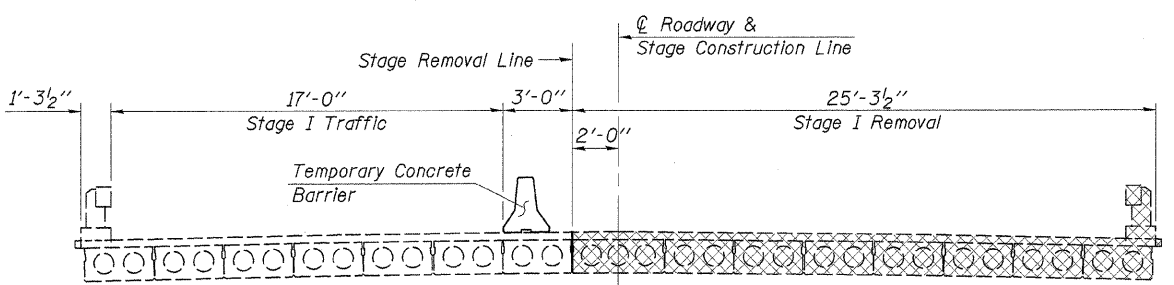 ℄ Roadway &
Stage Construction Line
Stage Removal Line
1'-3½"
17'-0"
3'-0"
25'-3½"
Stage I Traffic
Stage I Removal
2'-0"
Temporary Concrete
Barrier